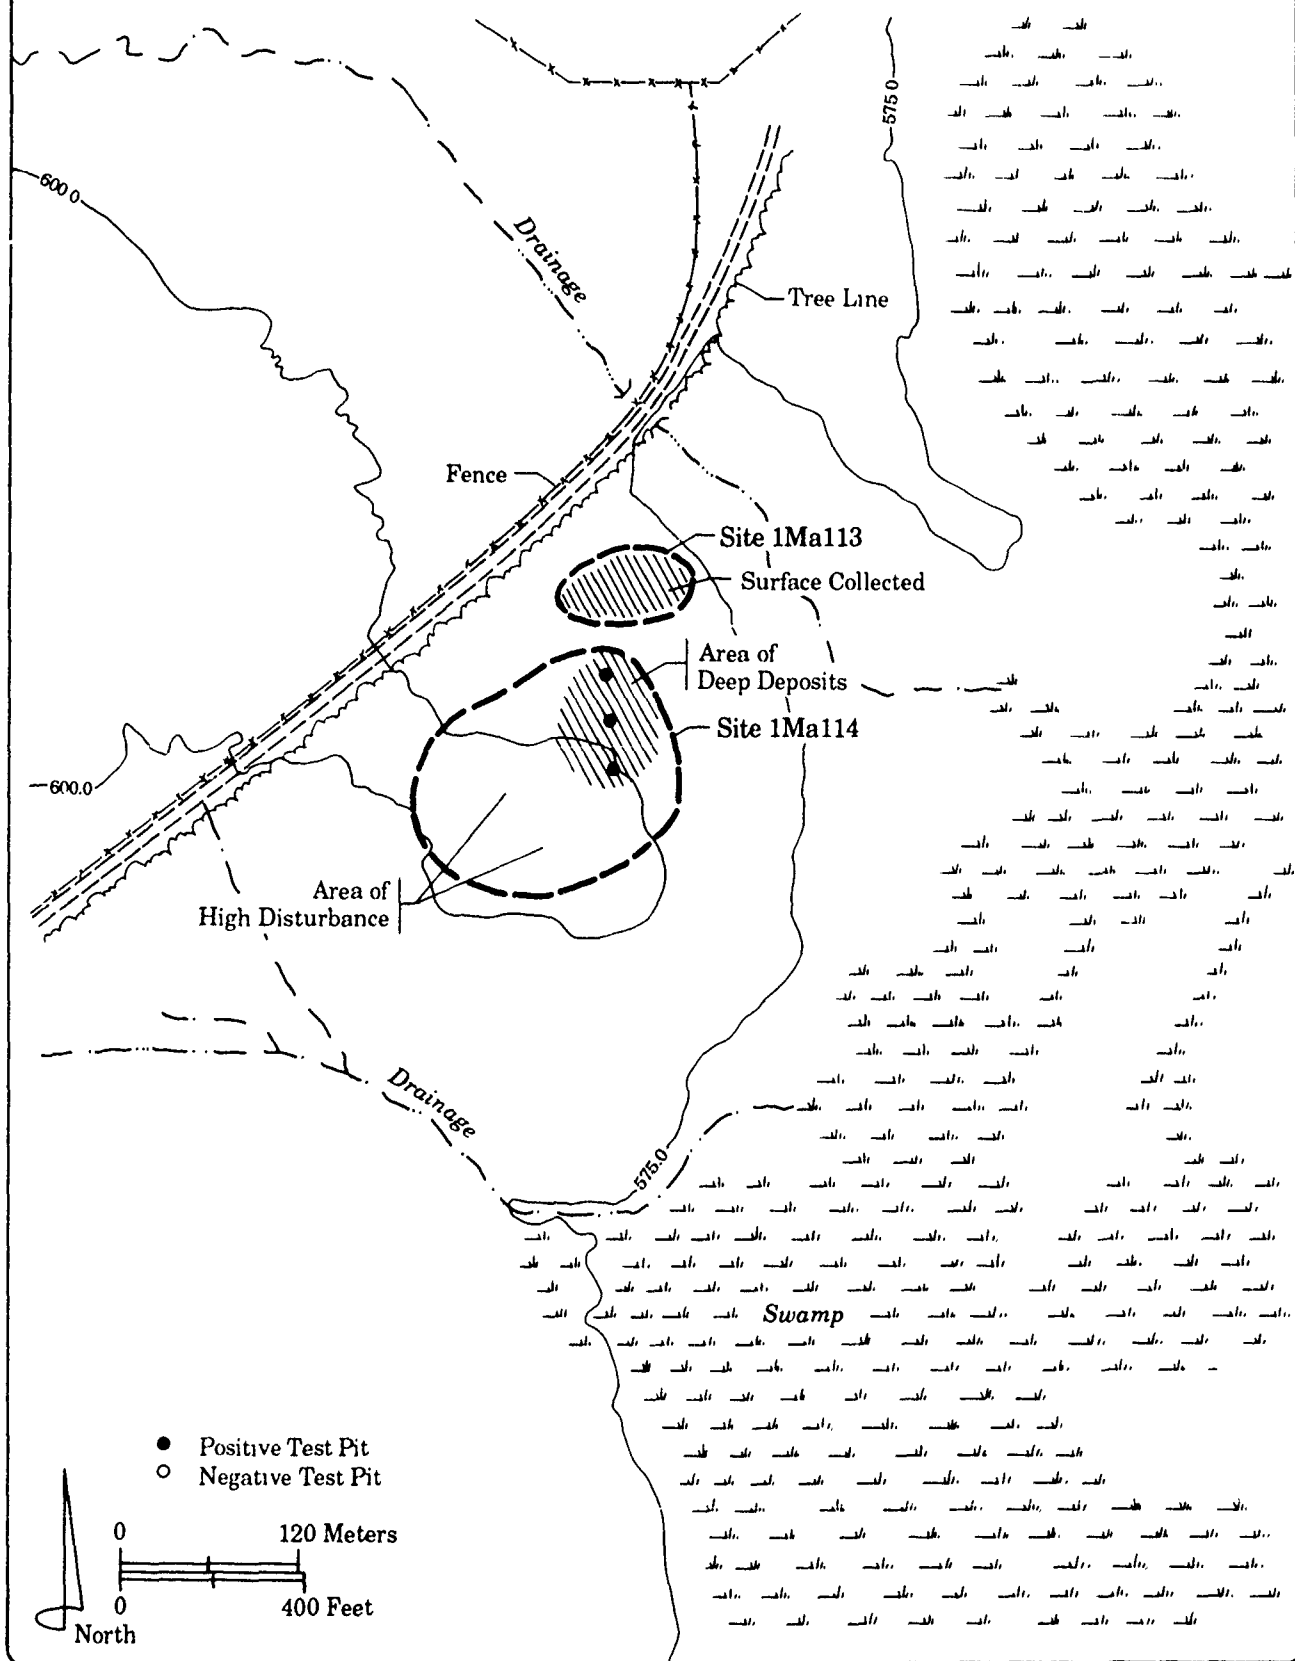 575 0
600 0
Drainage
Tree Line
Fence
Site 1Ma113
Surface Collected
Area of
Deep Deposits
Site 1Ma114
600.0
Area of
High Disturbance
Drainage
575.0
Swamp
Positive Test Pit
Negative Test Pit
0 120 Meters
0 400 Feet
North